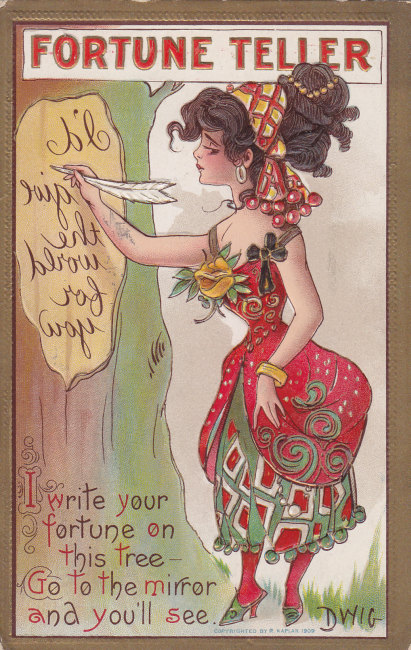 FORTUNE TELLER
I'd
give
the
world
for
you
I write your
fortune on
this tree—
Go to the mirror
and you'll see.
DWIG
COPYRIGHTED BY R. KAPLAN 1909